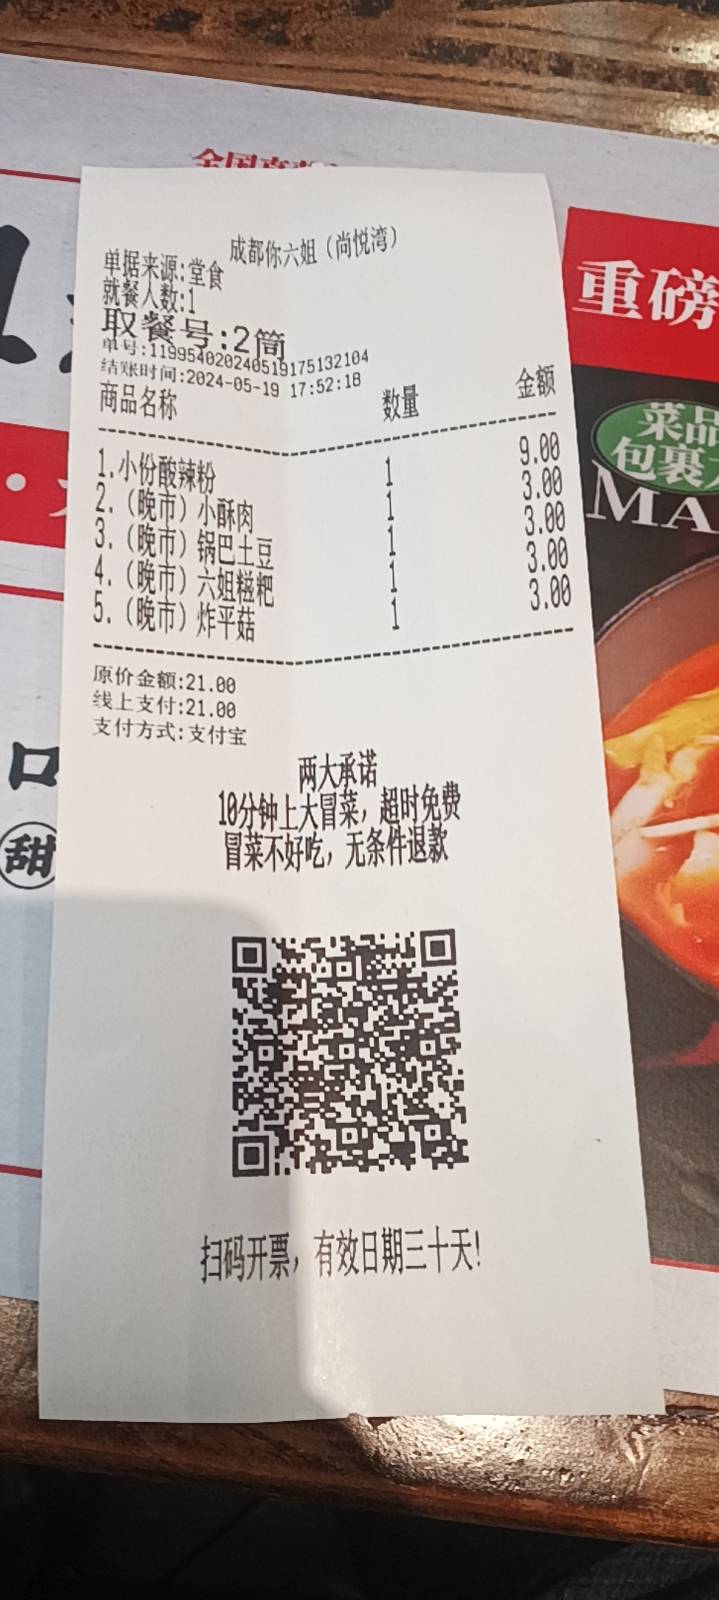 成都你六姐（尚悦湾）
单据来源:堂食
就餐人数:1
取餐号:2筒
单号:119954020240519175132104
结账时间:2024-05-19 17:52:18
商品名称 数量 金额
1.小份酸辣粉 1 9.00
2.（晚市）小酥肉 1 3.00
3.（晚市）锅巴土豆 1 3.00
4.（晚市）六姐糍粑 1 3.00
5.（晚市）炸平菇 1 3.00
原价金额:21.00
线上支付:21.00
支付方式:支付宝
两大承诺
10分钟上大冒菜，超时免费
冒菜不好吃，无条件退款
扫码开票，有效日期三十天!
重磅
菜品
包裹
MA
口
甜